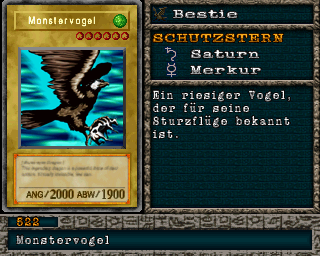 Monstervogel
ANG/2000 ABW/1900
Bestie
SCHUTZSTERN
Saturn
Merkur
Ein riesiger Vogel,
der für seine
Sturzflüge bekannt
ist.
522
Monstervogel